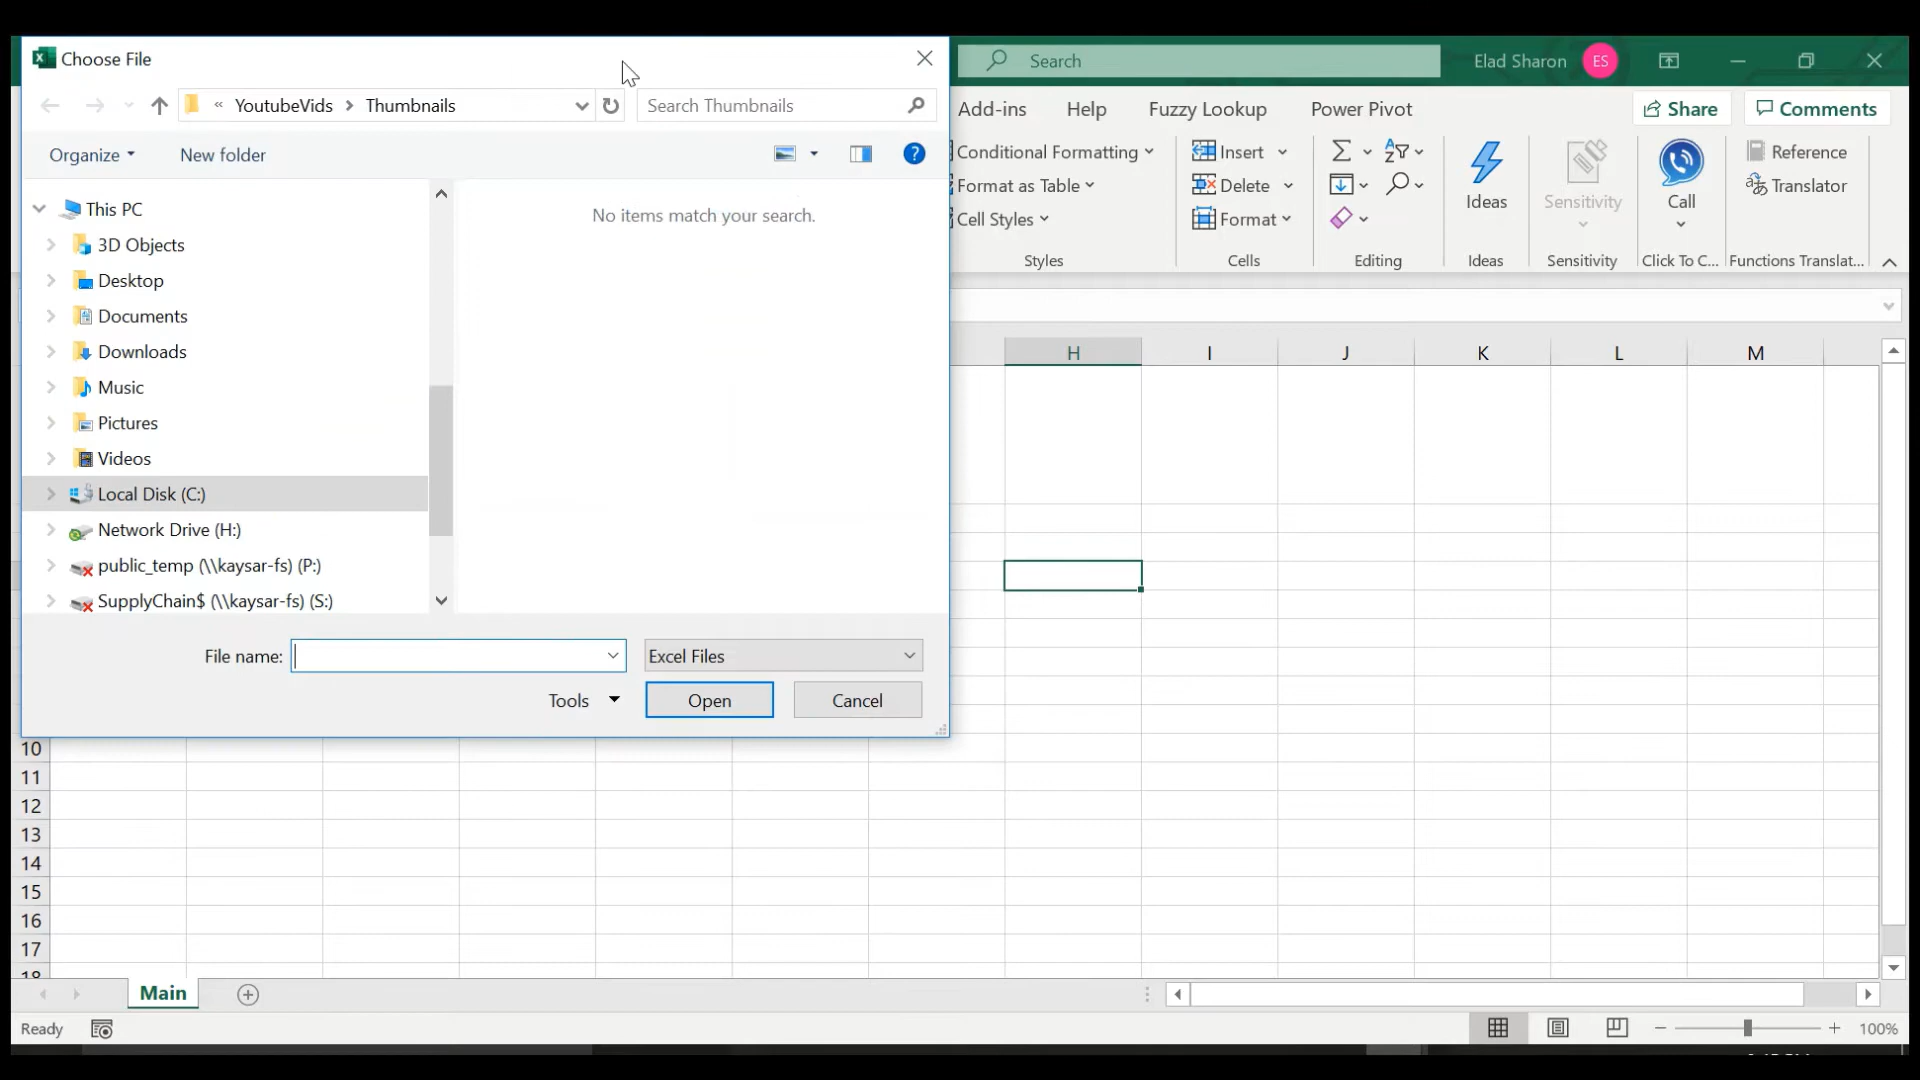 Choose File
Search
Elad Sharon
ES
« YoutubeVids > Thumbnails
Search Thumbnails
Add-ins
Help
Fuzzy Lookup
Power Pivot
Share
Comments
Organize
New folder
?
Conditional Formatting
Format as Table
Cell Styles
Styles
Insert
Delete
Format
Cells
Editing
Ideas
Ideas
Sensitivity
Sensitivity
Call
Click To C...
Reference
Translator
Functions Translat...
This PC
3D Objects
Desktop
Documents
Downloads
Music
Pictures
Videos
Local Disk (C:)
Network Drive (H:)
public_temp (\\kaysar-fs) (P:)
SupplyChain$ (\\kaysar-fs) (S:)
No items match your search.
File name:
Excel Files
Tools
Open
Cancel
H I J K L M
10
11
12
13
14
15
16
17
18
Main
Ready
100%